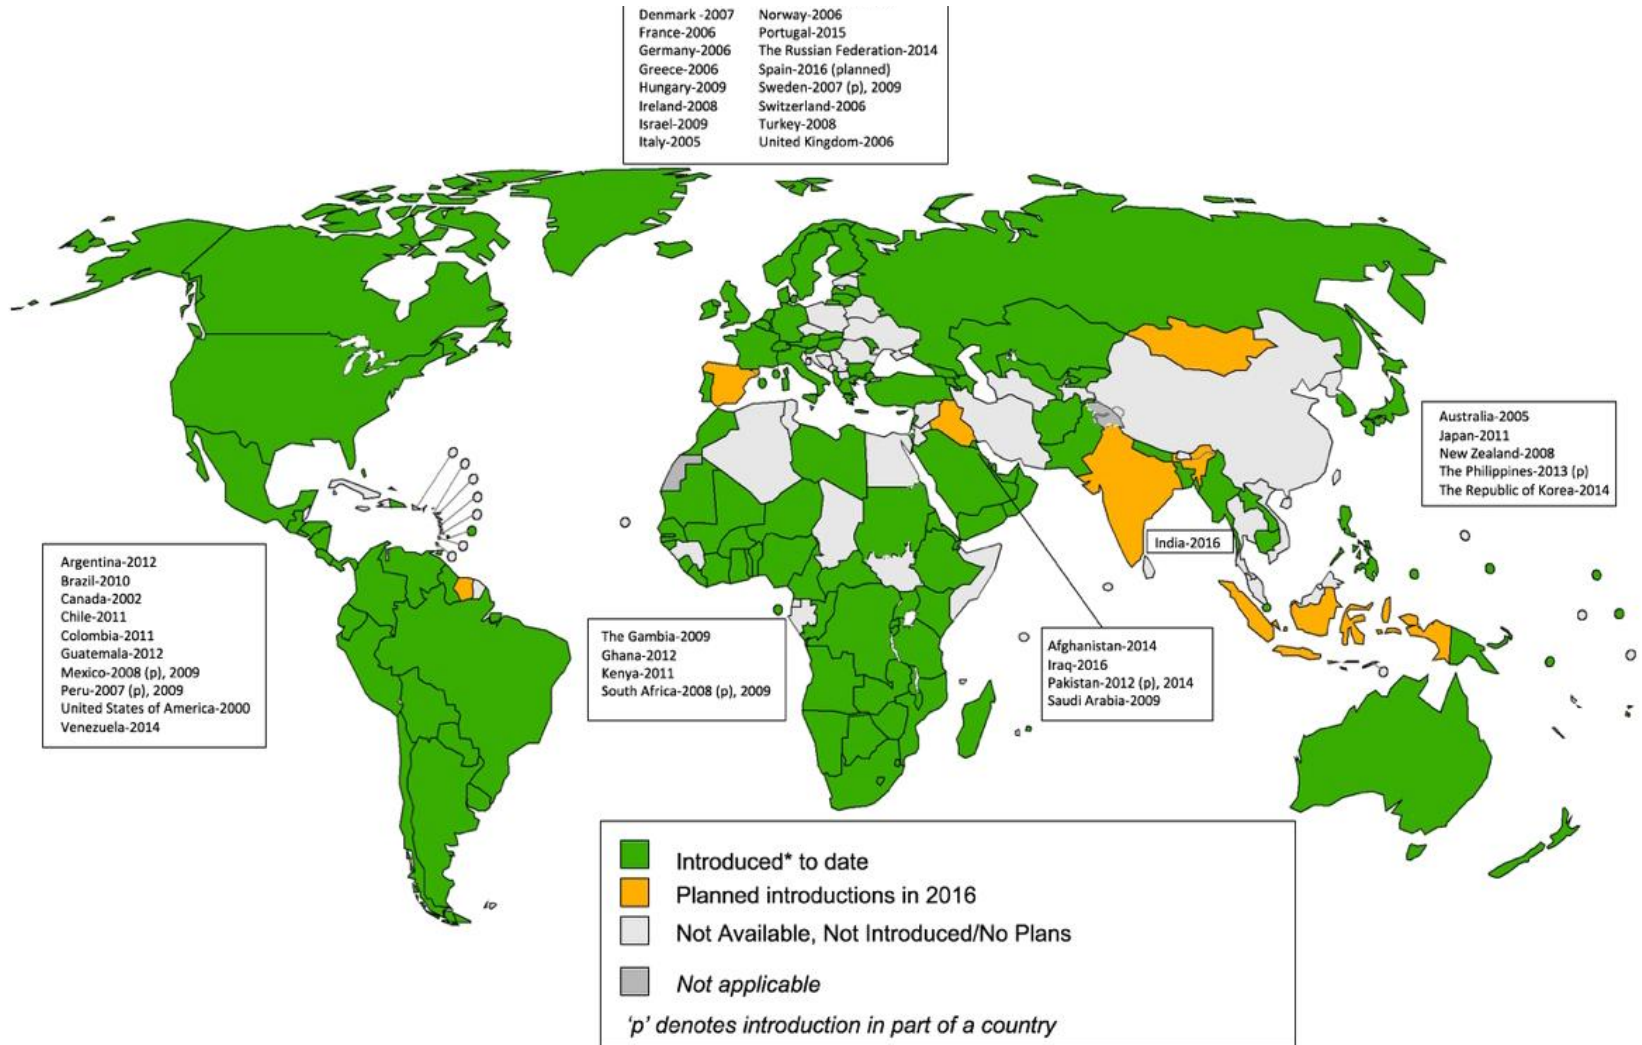 Denmark -2007 Norway-2006
France-2006 Portugal-2015
Germany-2006 The Russian Federation-2014
Greece-2006 Spain-2016 (planned)
Hungary-2009 Sweden-2007 (p), 2009
Ireland-2008 Switzerland-2006
Israel-2009 Turkey-2008
Italy-2005 United Kingdom-2006
Australia-2005
Japan-2011
New Zealand-2008
The Philippines-2013 (p)
The Republic of Korea-2014
India-2016
Argentina-2012
Brazil-2010
Canada-2002
Chile-2011
Colombia-2011
Guatemala-2012
Mexico-2008 (p), 2009
Peru-2007 (p), 2009
United States of America-2000
Venezuela-2014
The Gambia-2009
Ghana-2012
Kenya-2011
South Africa-2008 (p), 2009
Afghanistan-2014
Iraq-2016
Pakistan-2012 (p), 2014
Saudi Arabia-2009
Introduced* to date
Planned introductions in 2016
Not Available, Not Introduced/No Plans
Not applicable
'p' denotes introduction in part of a country